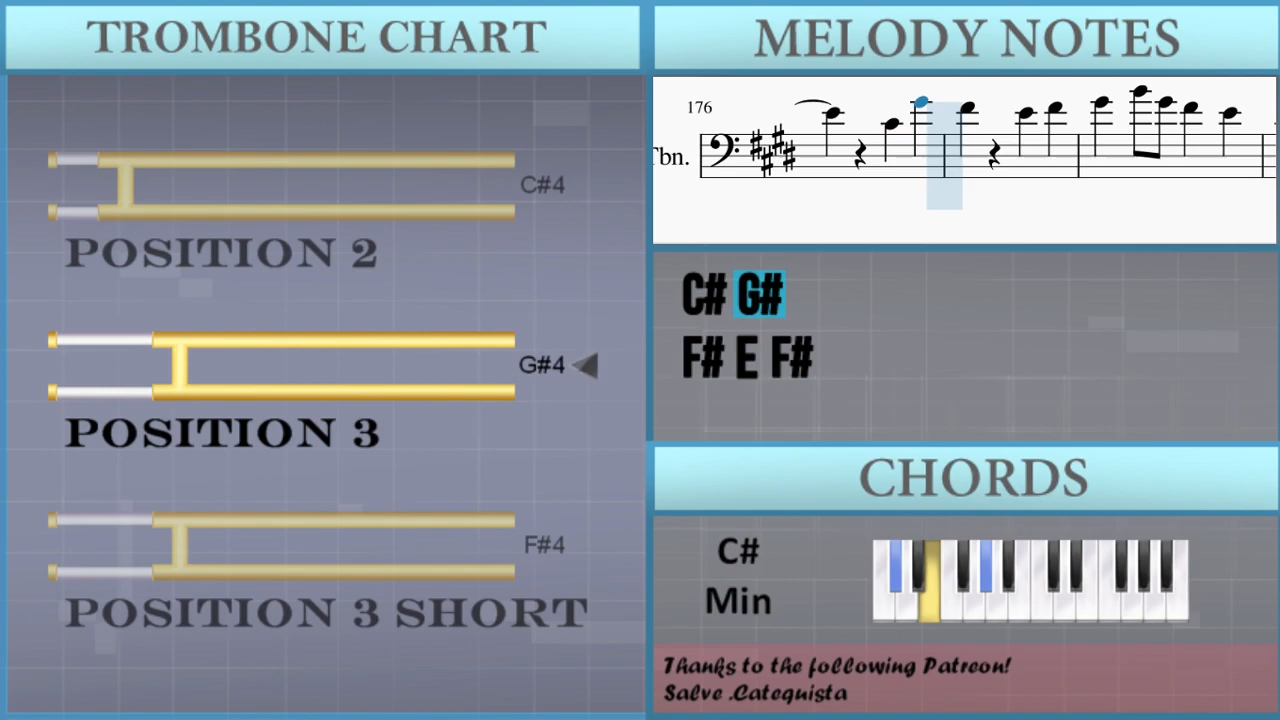 TROMBONE CHART
C#4
POSITION 2
G#4
POSITION 3
F#4
POSITION 3 SHORT
MELODY NOTES
176
Tbn.
C# G#
F# E F#
CHORDS
C#
Min
Thanks to the following Patreon!
Salve .Catequista